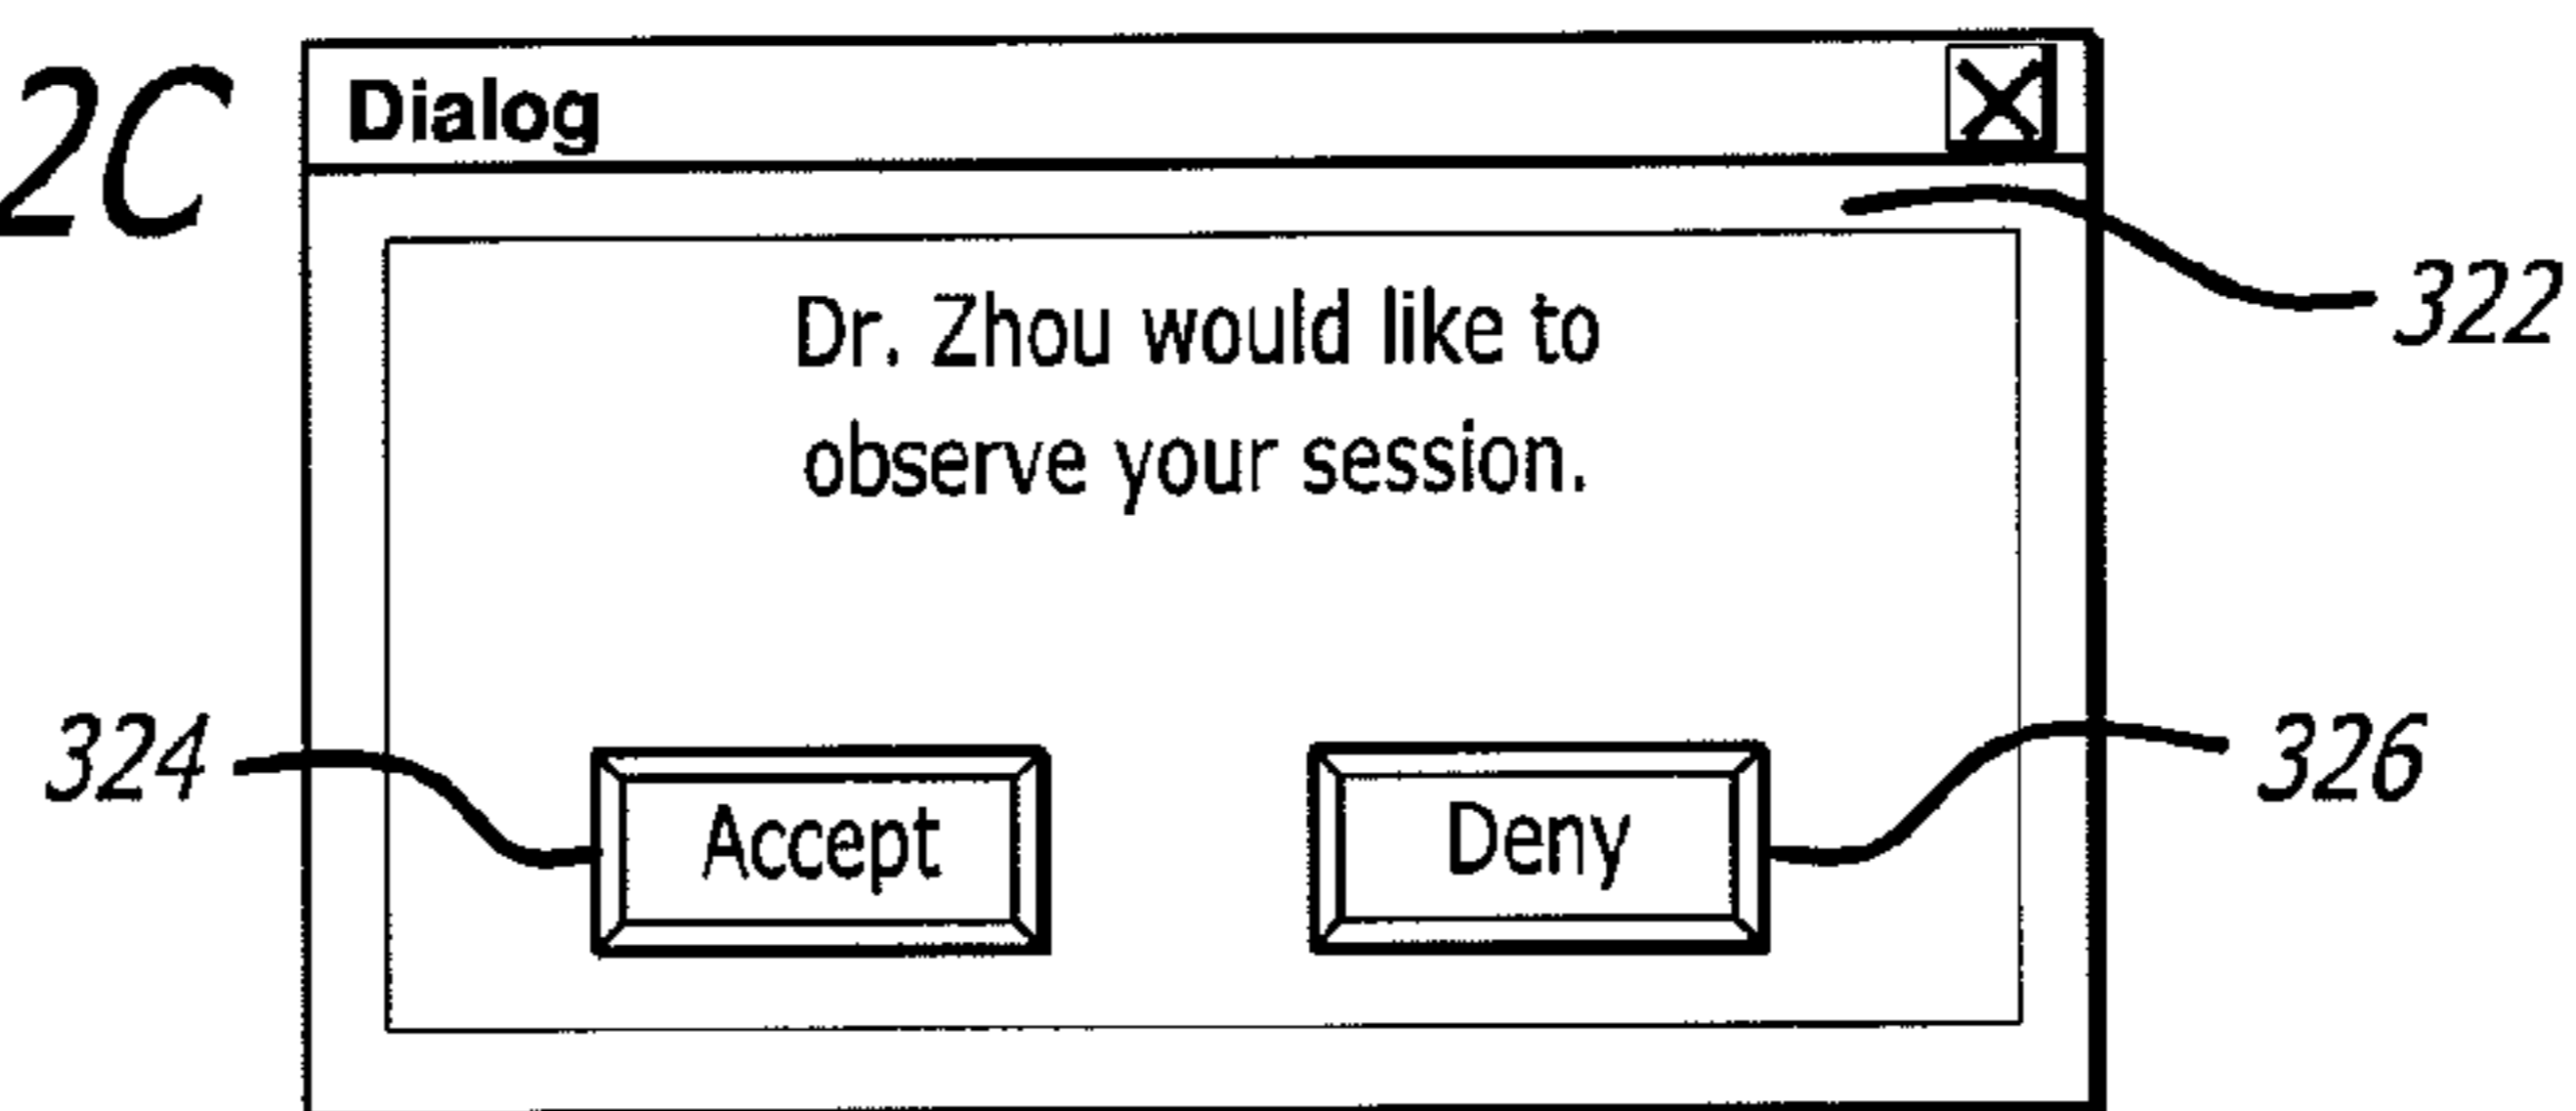 2C
Dialog
Dr. Zhou would like to
observe your session.
322
324
Accept
Deny
326